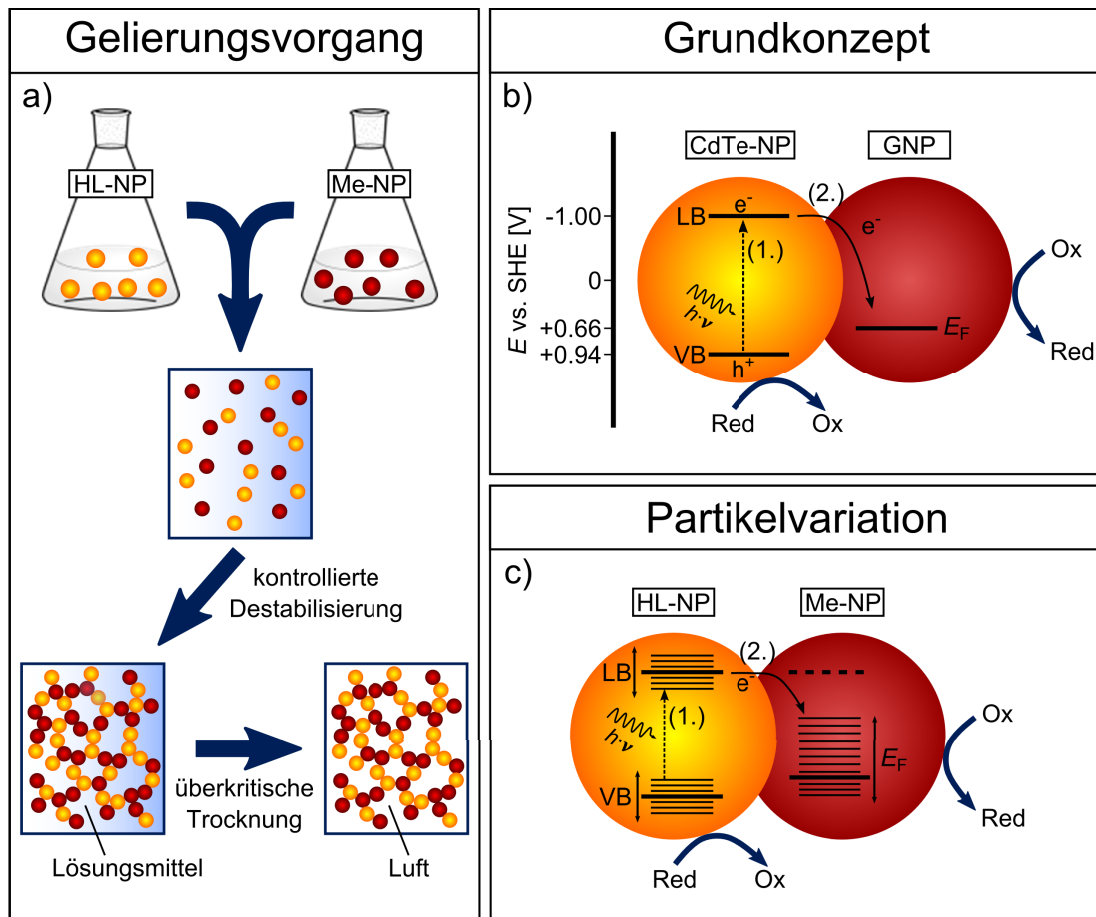 Gelierungsvorgang
a)
HL-NP
Me-NP
kontrollierte
Destabilisierung
überkritische
Trocknung
Lösungsmittel
Luft
Grundkonzept
b)
CdTe-NP
GNP
E vs. SHE [V]
-1.00
0
+0.66
+0.94
LB
e-
(1.)
(2.)
e-
h·ν
VB
h+
EF
Ox
Red
Red
Ox
Partikelvariation
c)
HL-NP
Me-NP
LB
(2.)
e-
(1.)
h·ν
VB
EF
Ox
Red
Red
Ox